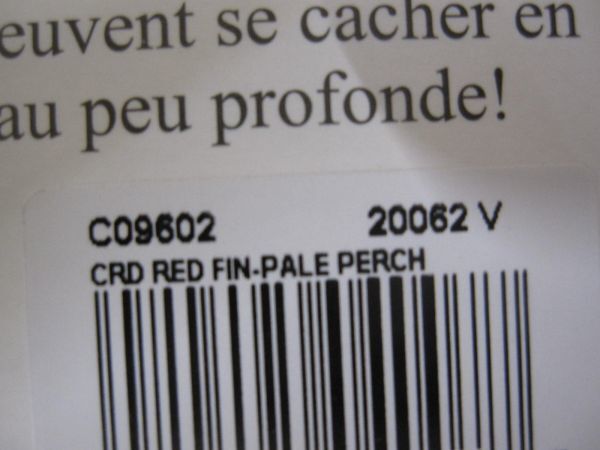 euvent se cacher en
au peu profonde!
C09602 20062 V
CRD RED FIN-PALE PERCH